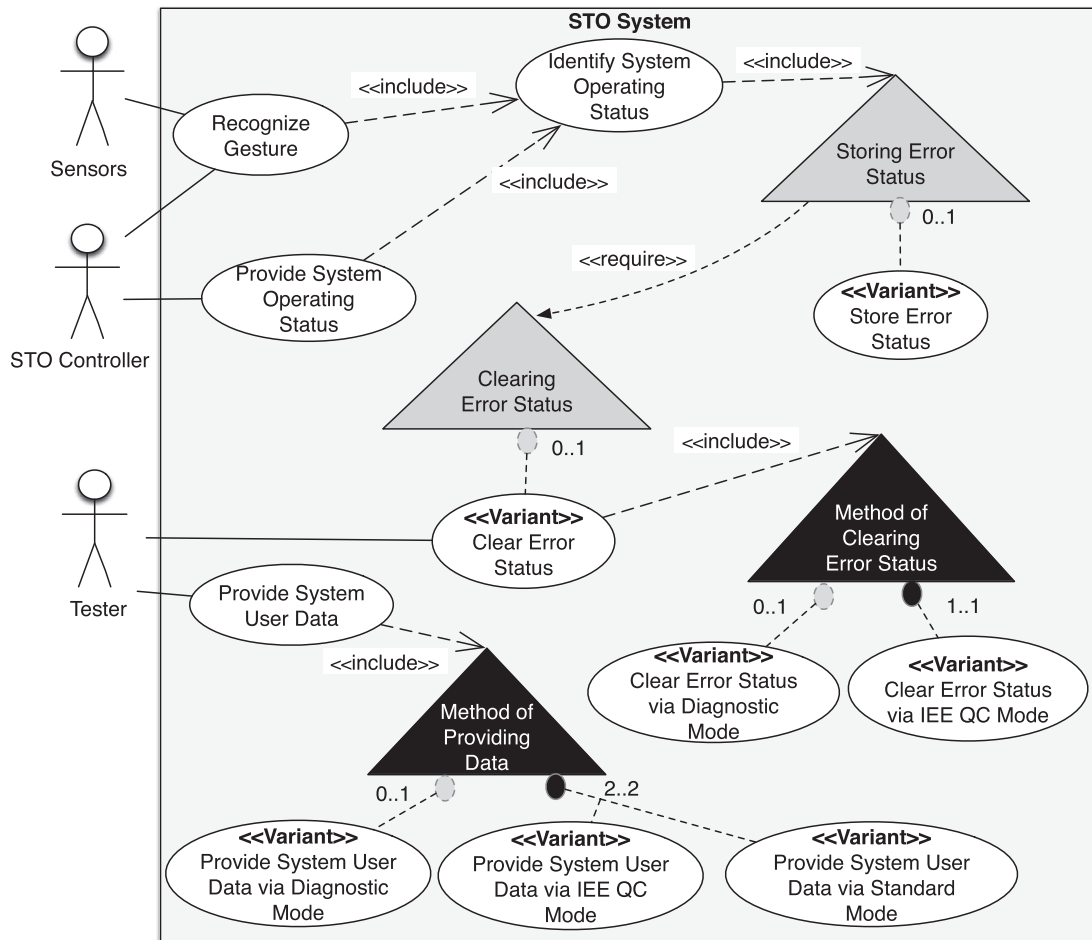 STO System
Sensors
Recognize
Gesture
<<include>>
Identify System
Operating
Status
<<include>>
Storing Error
Status
0..1
<<include>>
STO Controller
Provide System
Operating
Status
<<require>>
<<Variant>>
Store Error
Status
Clearing
Error Status
0..1
<<include>>
Tester
<<Variant>>
Clear Error
Status
Method of
Clearing
Error Status
0..1
1..1
Provide System
User Data
<<include>>
<<Variant>>
Clear Error Status
via Diagnostic
Mode
<<Variant>>
Clear Error Status
via IEE QC Mode
Method of
Providing
Data
0..1
2..2
<<Variant>>
Provide System User
Data via Diagnostic
Mode
<<Variant>>
Provide System User
Data via IEE QC
Mode
<<Variant>>
Provide System User
Data via Standard
Mode